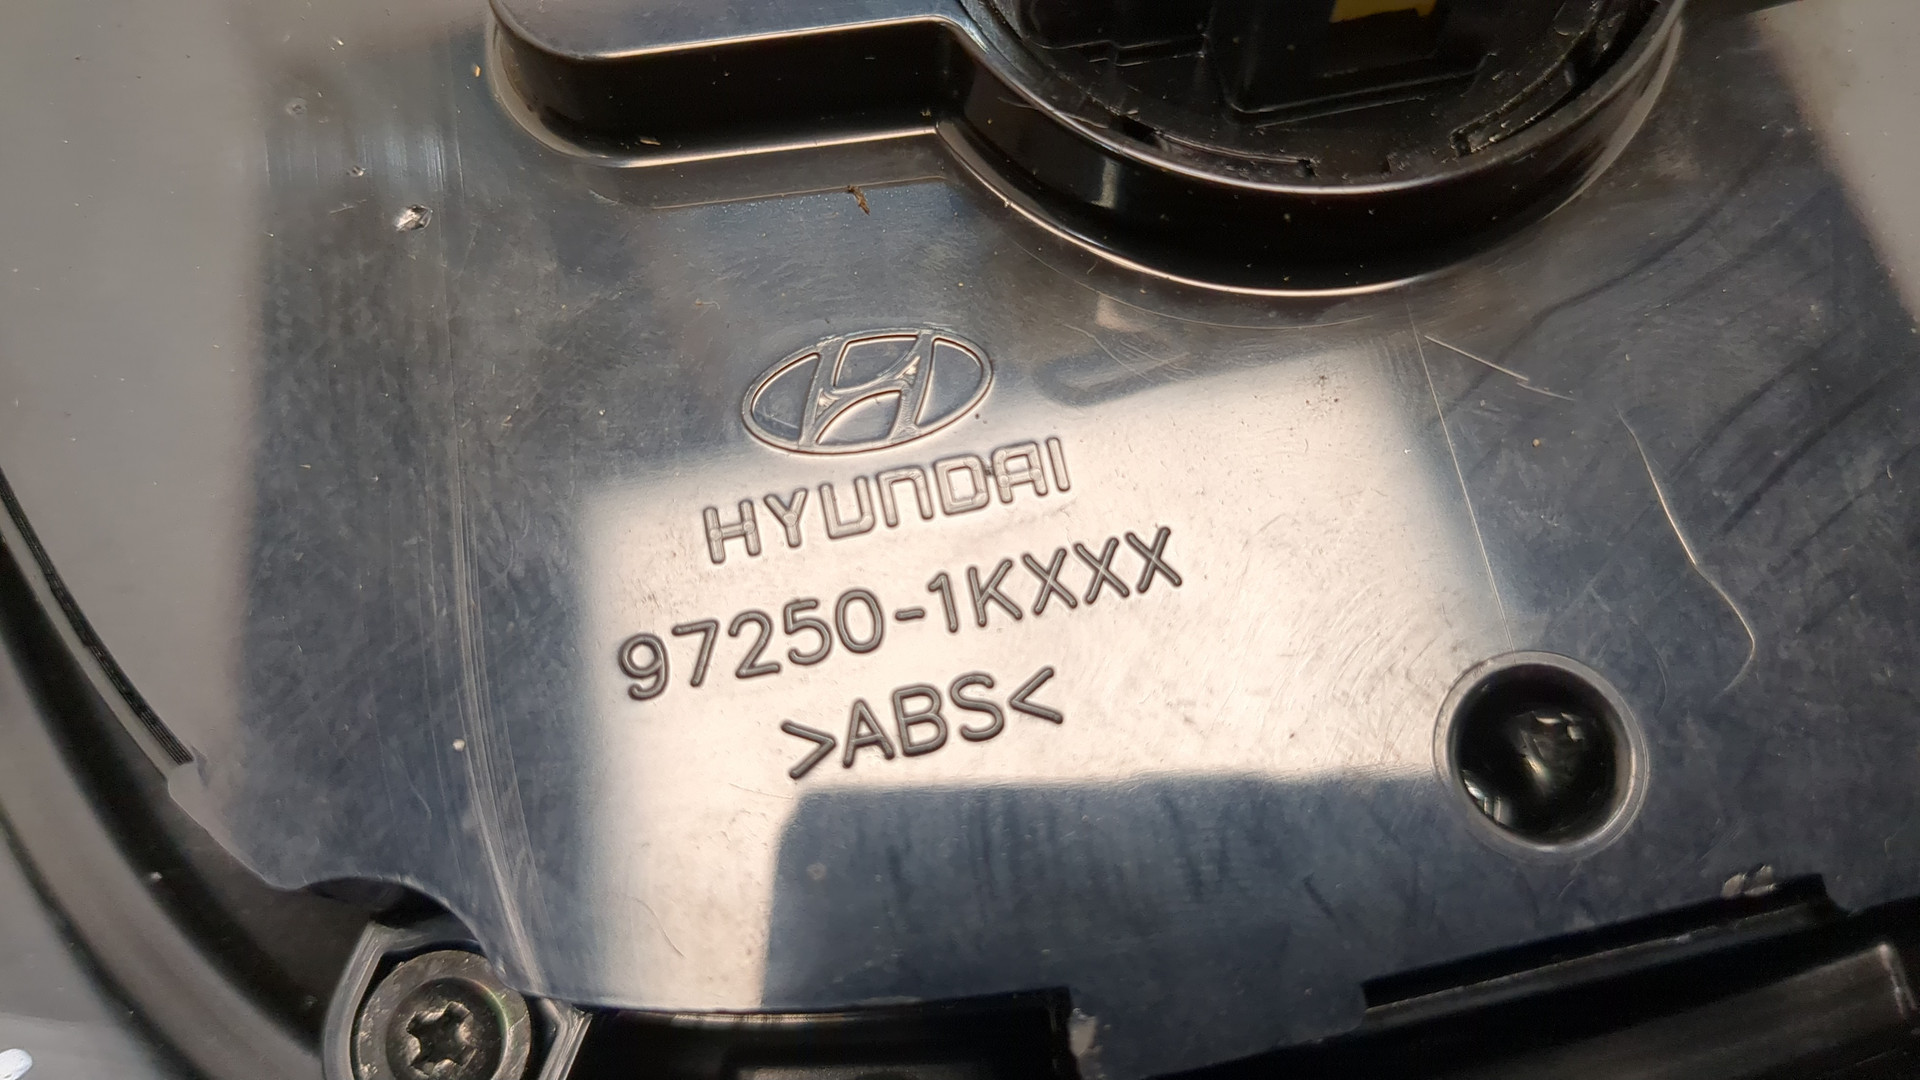 HYUNDAI
97250-1KXXX
>ABS<